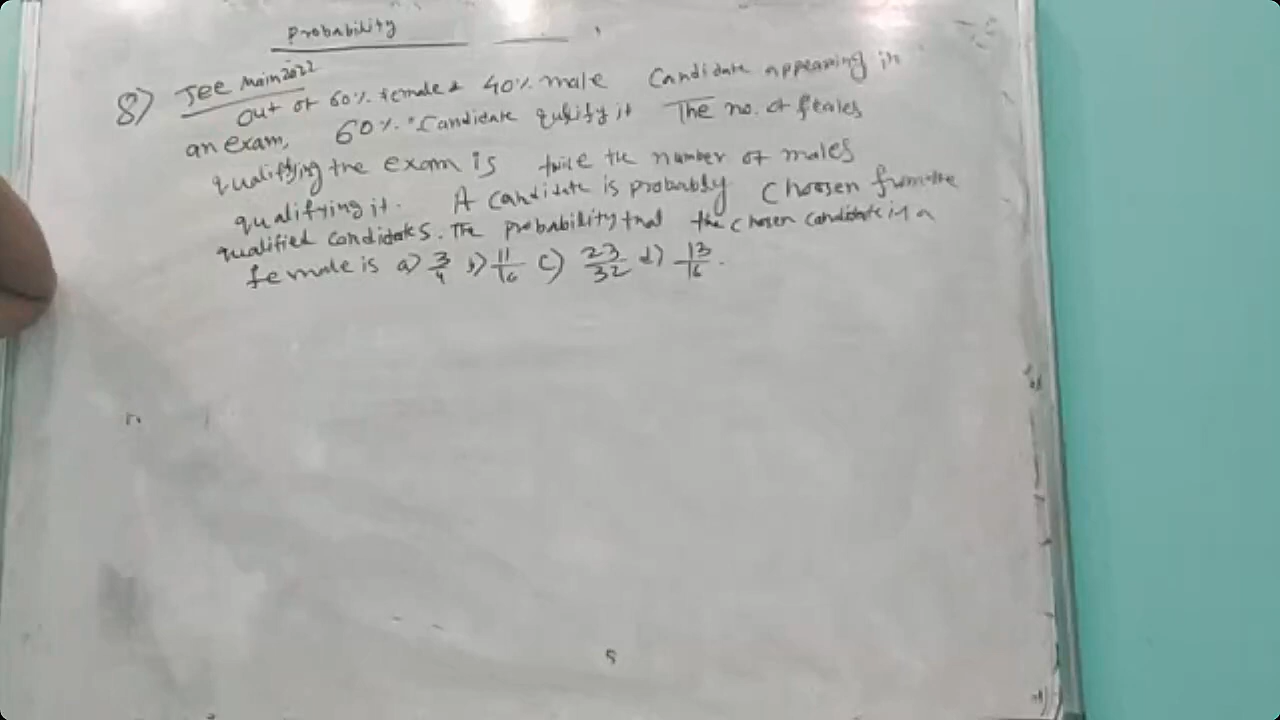 Probability
8) Jee Main 2022
Out of 60% female & 40% male Candidate appearing in
an exam, 60% Candidate qulify it The no. of feales
qualifying the exam is twice the number of males
qualifying it. A candidate is probably Choosen from the
qualified candidates. The probability that the chosen candidate is a
female is a) 3/4 b) 11/16 c) 23/32 d) 13/16.